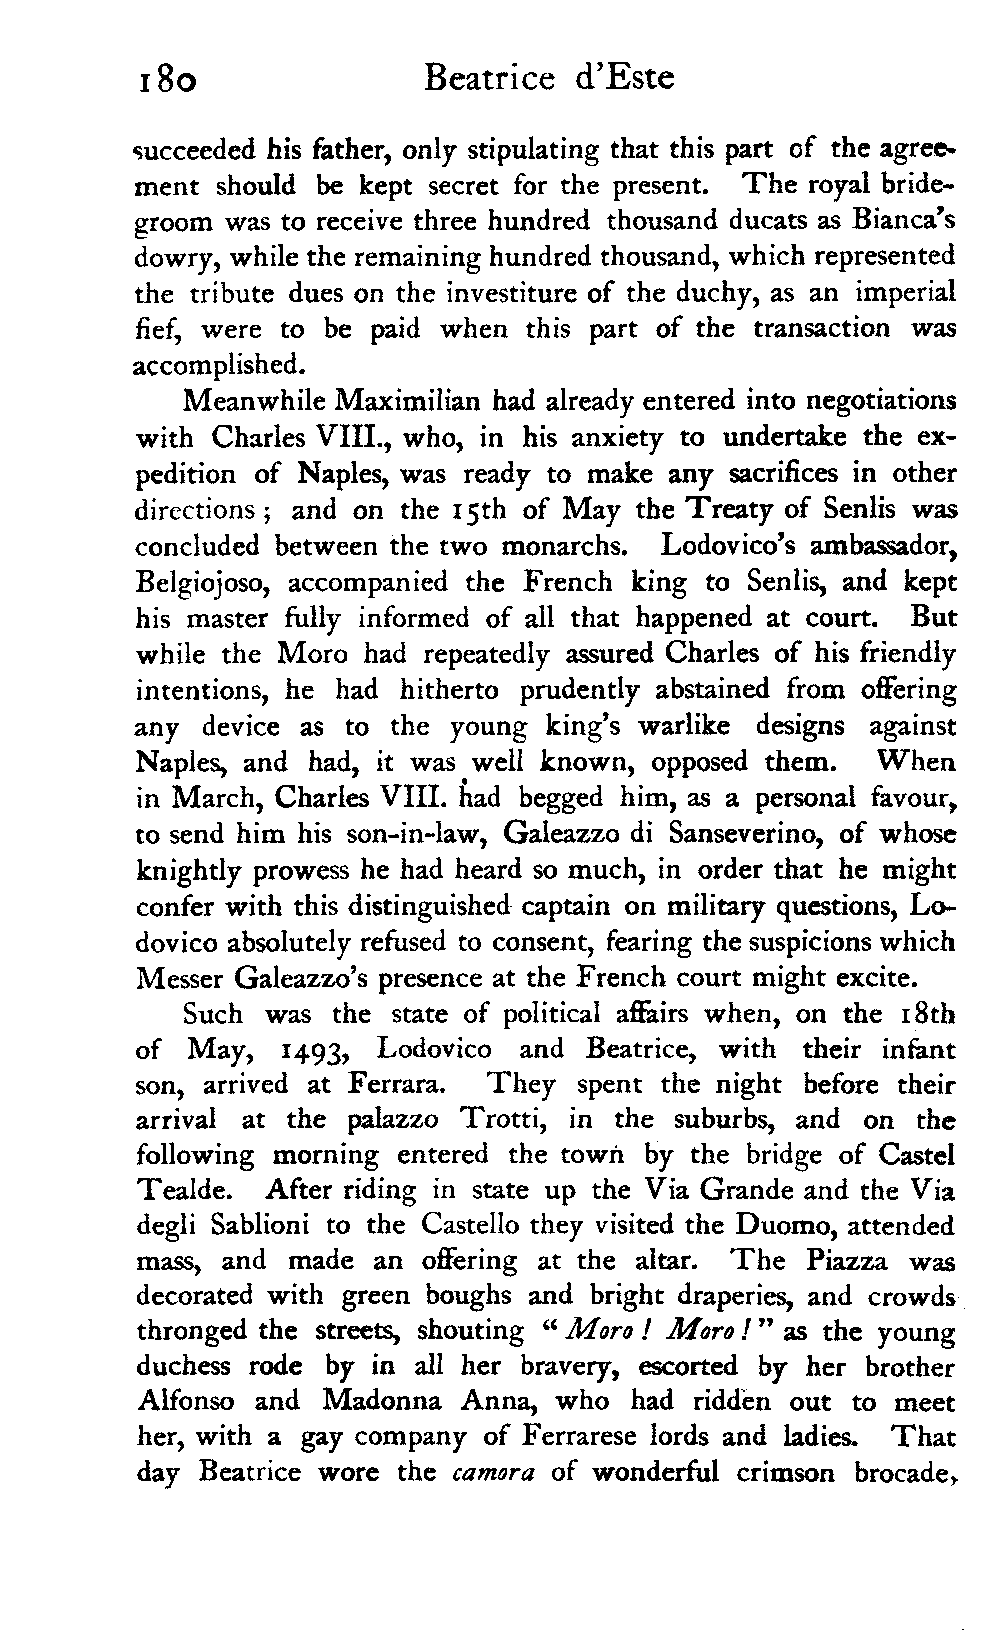 180 Beatrice d'Este
succeeded his father, only stipulating that this part of the agree-
ment should be kept secret for the present. The royal bride-
groom was to receive three hundred thousand ducats as Bianca's
dowry, while the remaining hundred thousand, which represented
the tribute dues on the investiture of the duchy, as an imperial
fief, were to be paid when this part of the transaction was
accomplished.
Meanwhile Maximilian had already entered into negotiations
with Charles VIII., who, in his anxiety to undertake the ex-
pedition of Naples, was ready to make any sacrifices in other
directions ; and on the 15th of May the Treaty of Senlis was
concluded between the two monarchs. Lodovico's ambassador,
Belgiojoso, accompanied the French king to Senlis, and kept
his master fully informed of all that happened at court. But
while the Moro had repeatedly assured Charles of his friendly
intentions, he had hitherto prudently abstained from offering
any device as to the young king's warlike designs against
Naples, and had, it was well known, opposed them. When
in March, Charles VIII. had begged him, as a personal favour,
to send him his son-in-law, Galeazzo di Sanseverino, of whose
knightly prowess he had heard so much, in order that he might
confer with this distinguished captain on military questions, Lo-
dovico absolutely refused to consent, fearing the suspicions which
Messer Galeazzo's presence at the French court might excite.
Such was the state of political affairs when, on the 18th
of May, 1493, Lodovico and Beatrice, with their infant
son, arrived at Ferrara. They spent the night before their
arrival at the palazzo Trotti, in the suburbs, and on the
following morning entered the town by the bridge of Castel
Tealde. After riding in state up the Via Grande and the Via
degli Sablioni to the Castello they visited the Duomo, attended
mass, and made an offering at the altar. The Piazza was
decorated with green boughs and bright draperies, and crowds
thronged the streets, shouting " Moro ! Moro ! " as the young
duchess rode by in all her bravery, escorted by her brother
Alfonso and Madonna Anna, who had ridden out to meet
her, with a gay company of Ferrarese lords and ladies. That
day Beatrice wore the camora of wonderful crimson brocade,